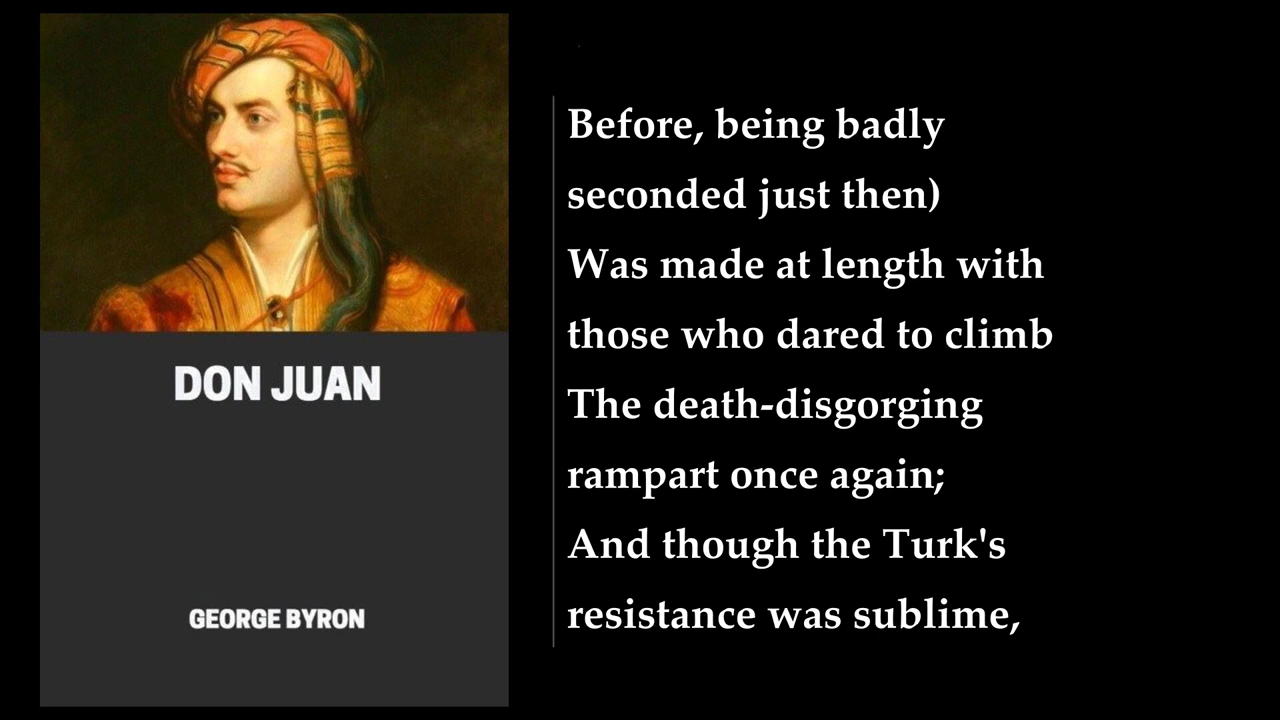 DON JUAN
GEORGE BYRON
Before, being badly
seconded just then)
Was made at length with
those who dared to climb
The death-disgorging
rampart once again;
And though the Turk's
resistance was sublime,